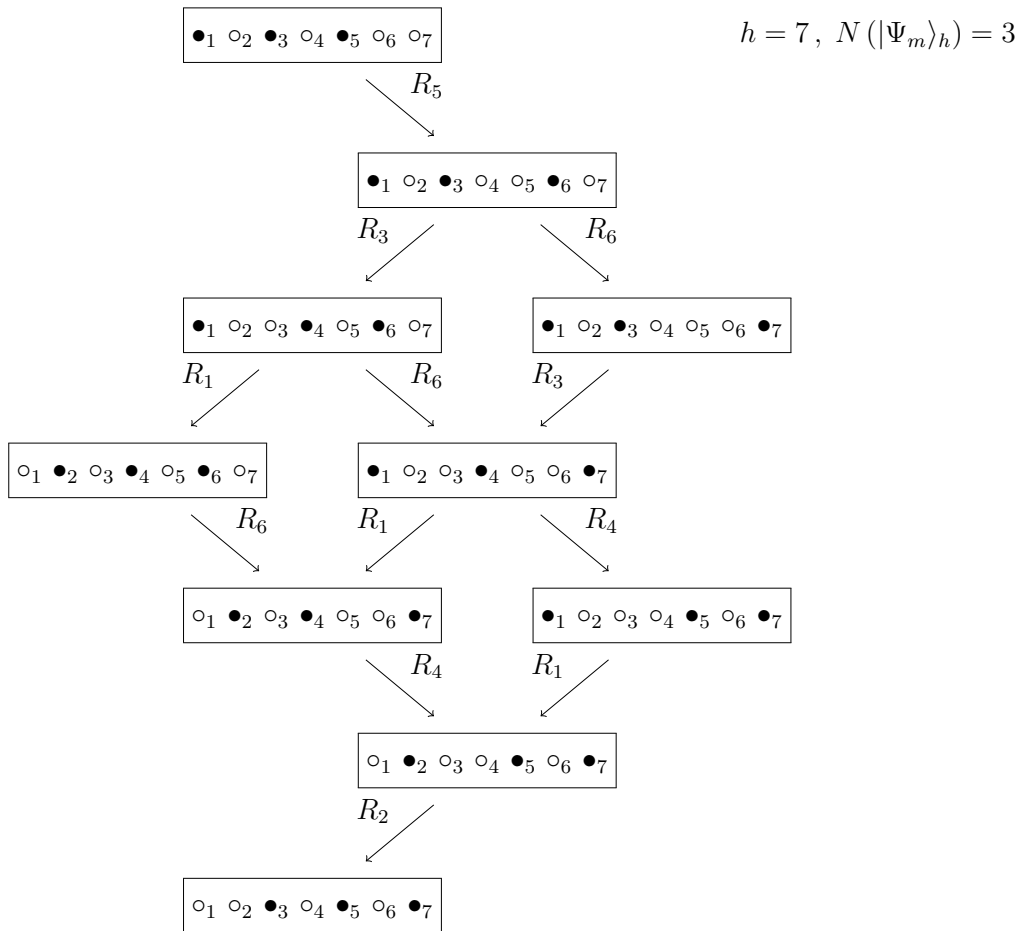 ●₁ ○₂ ●₃ ○₄ ●₅ ○₆ ○₇ h = 7 , N (|Ψₘ⟩ₕ) = 3
R₅
●₁ ○₂ ●₃ ○₄ ○₅ ●₆ ○₇
R₃ R₆
●₁ ○₂ ○₃ ●₄ ○₅ ●₆ ○₇ ●₁ ○₂ ●₃ ○₄ ○₅ ○₆ ●₇
R₁ R₆ R₃
○₁ ●₂ ○₃ ●₄ ○₅ ●₆ ○₇ ●₁ ○₂ ○₃ ●₄ ○₅ ○₆ ●₇
R₆ R₁ R₄
○₁ ●₂ ○₃ ●₄ ○₅ ○₆ ●₇ ●₁ ○₂ ○₃ ○₄ ●₅ ○₆ ●₇
R₄ R₁
○₁ ●₂ ○₃ ○₄ ●₅ ○₆ ●₇
R₂
○₁ ○₂ ●₃ ○₄ ●₅ ○₆ ●₇